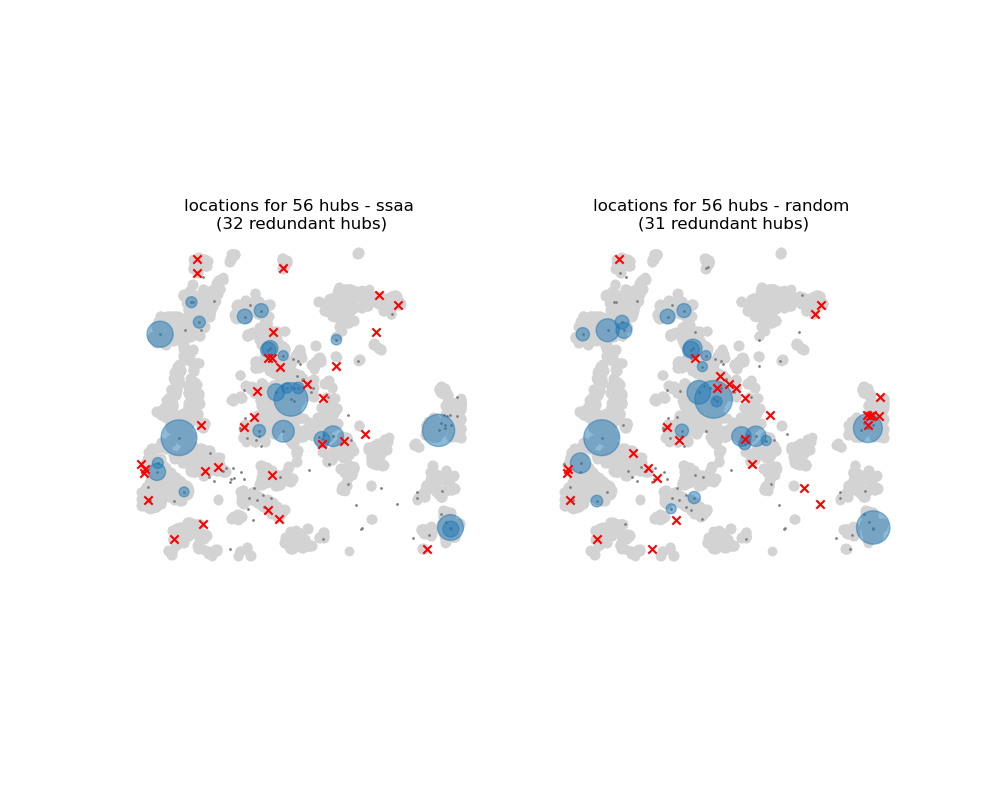 locations for 56 hubs - ssaa
(32 redundant hubs)
locations for 56 hubs - random
(31 redundant hubs)